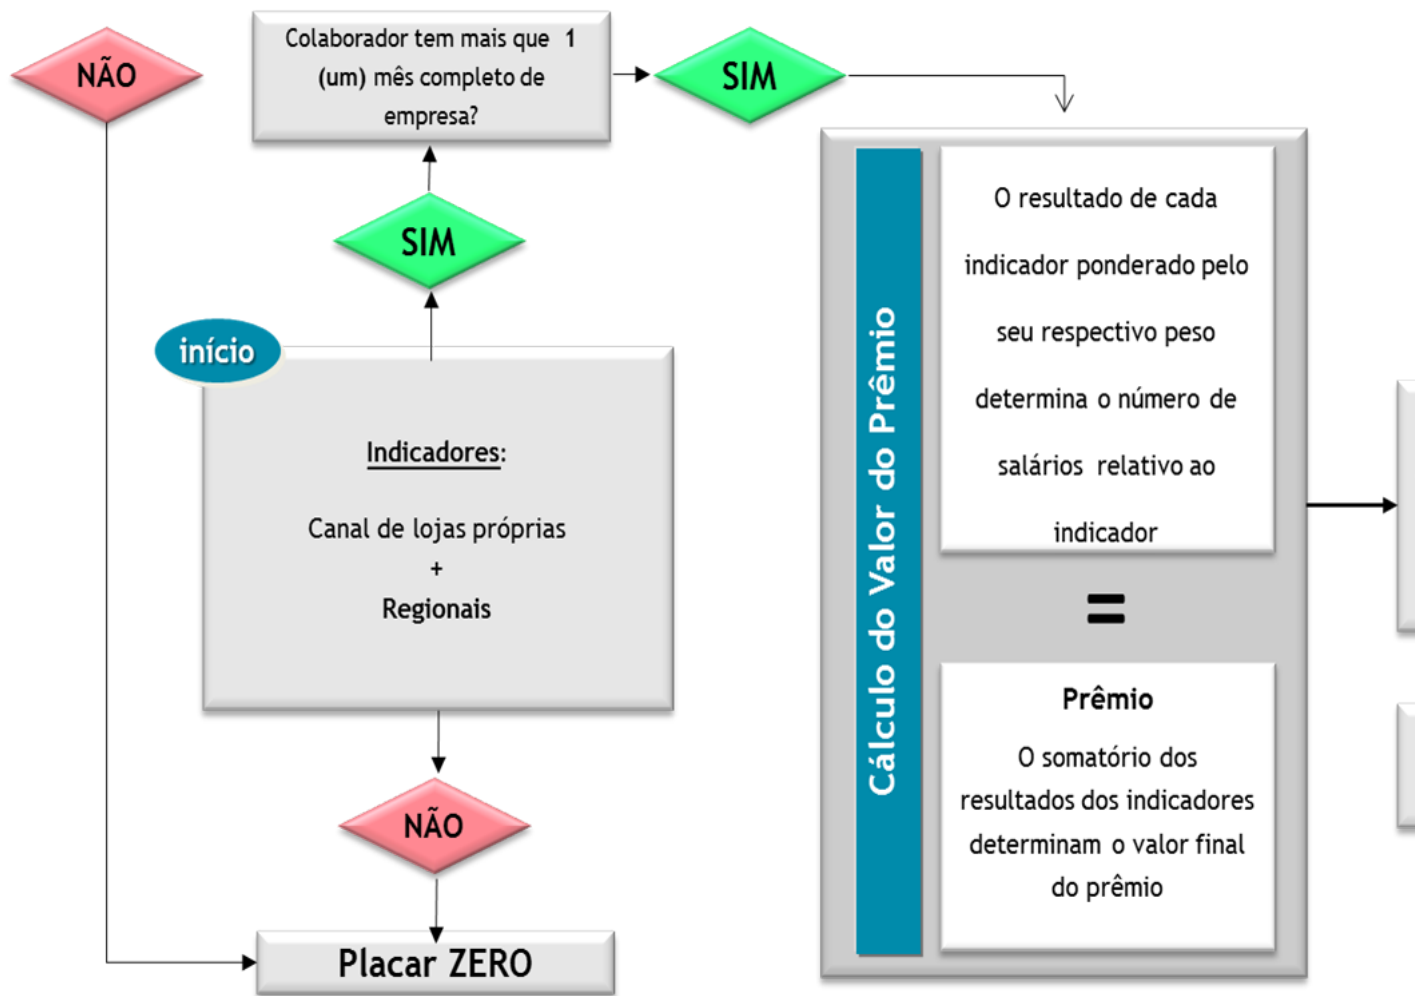 NÃO
Colaborador tem mais que 1
(um) mês completo de
empresa?
SIM
SIM
início
Indicadores:
Canal de lojas próprias
+
Regionais
NÃO
Placar ZERO
Cálculo do Valor do Prêmio
O resultado de cada
indicador ponderado pelo
seu respectivo peso
determina o número de
salários relativo ao
indicador
=
Prêmio
O somatório dos
resultados dos indicadores
determinam o valor final
do prêmio